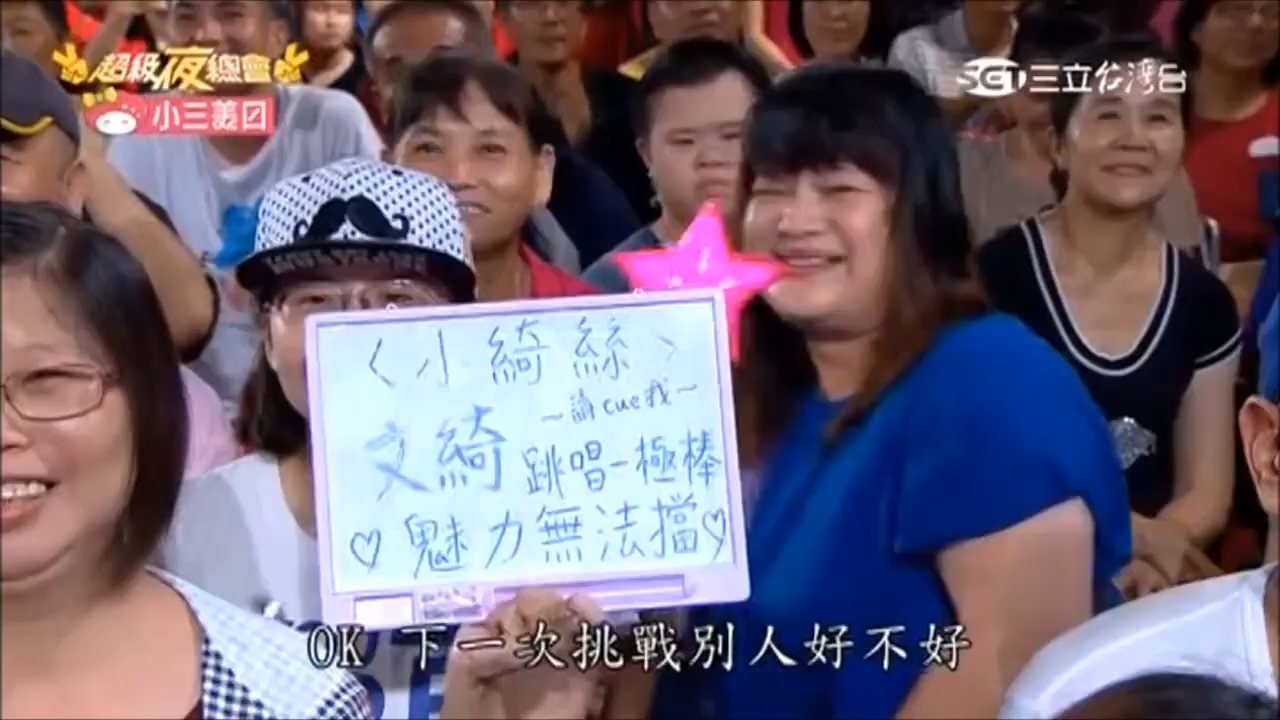 超級夜總會
小三美日
SET 三立台灣台
〈小綺絲〉
~請cue我~
文綺 跳唱一極棒
♡魅力無法擋♡
OK 下一次挑戰別人好不好